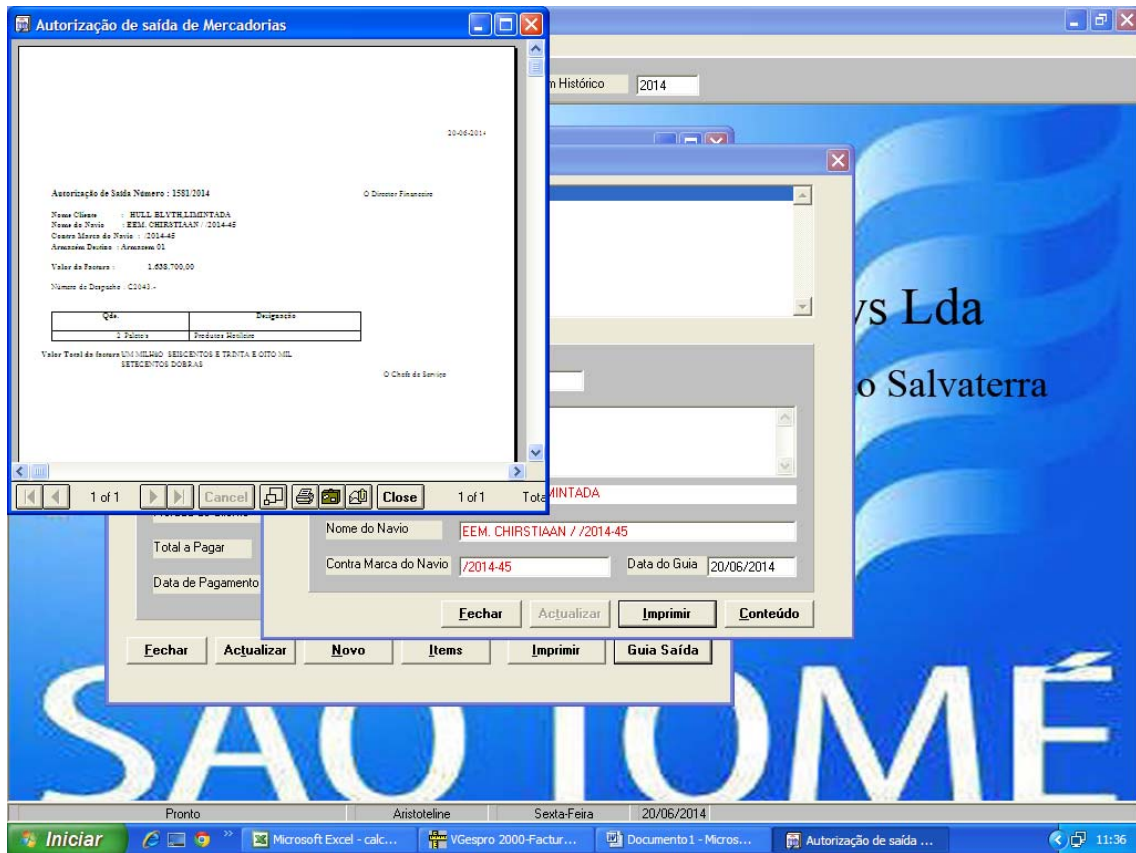 Autorização de saída de Mercadorias
20-06-2014
Autorização de Saída Número : 1581/2014
O Director Financeiro
Nome Cliente : HULL BLYTH,LIMINTADA
Nome do Navio : EEM. CHIRSTIAAN / /2014-45
Contra Marca do Navio : /2014-45
Armazém Destino : Armazem 01
Valor da Factura : 1.638.700,00
Número de Despacho : C2043.-
Qde. Designação
2 Palete's Produtos Hotileiro
Valor Total da factura UM MILHÃO SEISCENTOS E TRINTA E OITO MIL
SETECENTOS DOBRAS
O Chefe de Serviço
1 of 1 Cancel Close 1 of 1 Tota
m Histórico 2014
ys Lda
o Salvaterra
MINTADA
Nome do Navio EEM. CHIRSTIAAN / /2014-45
Contra Marca do Navio /2014-45 Data do Guia 20/06/2014
Fechar Actualizar Imprimir Conteúdo
Total a Pagar
Data de Pagamento
Fechar Actualizar Novo Items Imprimir Guia Saída
SÃO TOMÉ
Pronto Aristoteline Sexta-Feira 20/06/2014
Iniciar Microsoft Excel - calc... VGespro 2000-Factur... Documento1 - Micros... Autorização de saída ... 11:36